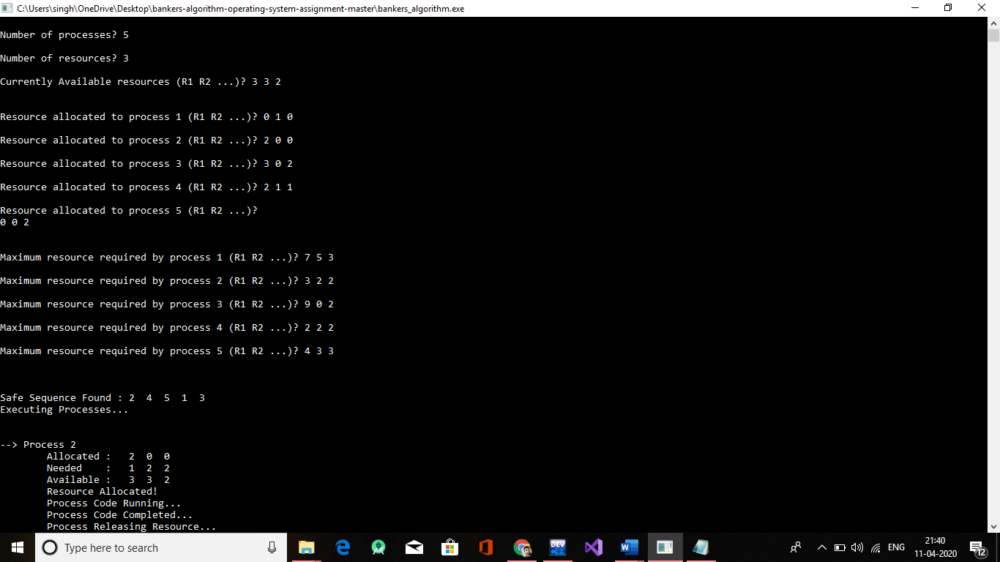 C:\Users\singh\OneDrive\Desktop\bankers-algorithm-operating-system-assignment-master\bankers_algorithm.exe
Number of processes? 5
Number of resources? 3
Currently Available resources (R1 R2 ...)? 3 3 2
Resource allocated to process 1 (R1 R2 ...)? 0 1 0
Resource allocated to process 2 (R1 R2 ...)? 2 0 0
Resource allocated to process 3 (R1 R2 ...)? 3 0 2
Resource allocated to process 4 (R1 R2 ...)? 2 1 1
Resource allocated to process 5 (R1 R2 ...)?
0 0 2
Maximum resource required by process 1 (R1 R2 ...)? 7 5 3
Maximum resource required by process 2 (R1 R2 ...)? 3 2 2
Maximum resource required by process 3 (R1 R2 ...)? 9 0 2
Maximum resource required by process 4 (R1 R2 ...)? 2 2 2
Maximum resource required by process 5 (R1 R2 ...)? 4 3 3
Safe Sequence Found : 2 4 5 1 3
Executing Processes...
--> Process 2
Allocated : 2 0 0
Needed : 1 2 2
Available : 3 3 2
Resource Allocated!
Process Code Running...
Process Code Completed...
Process Releasing Resource...
Type here to search
DEV
ENG
21:40
11-04-2020
12